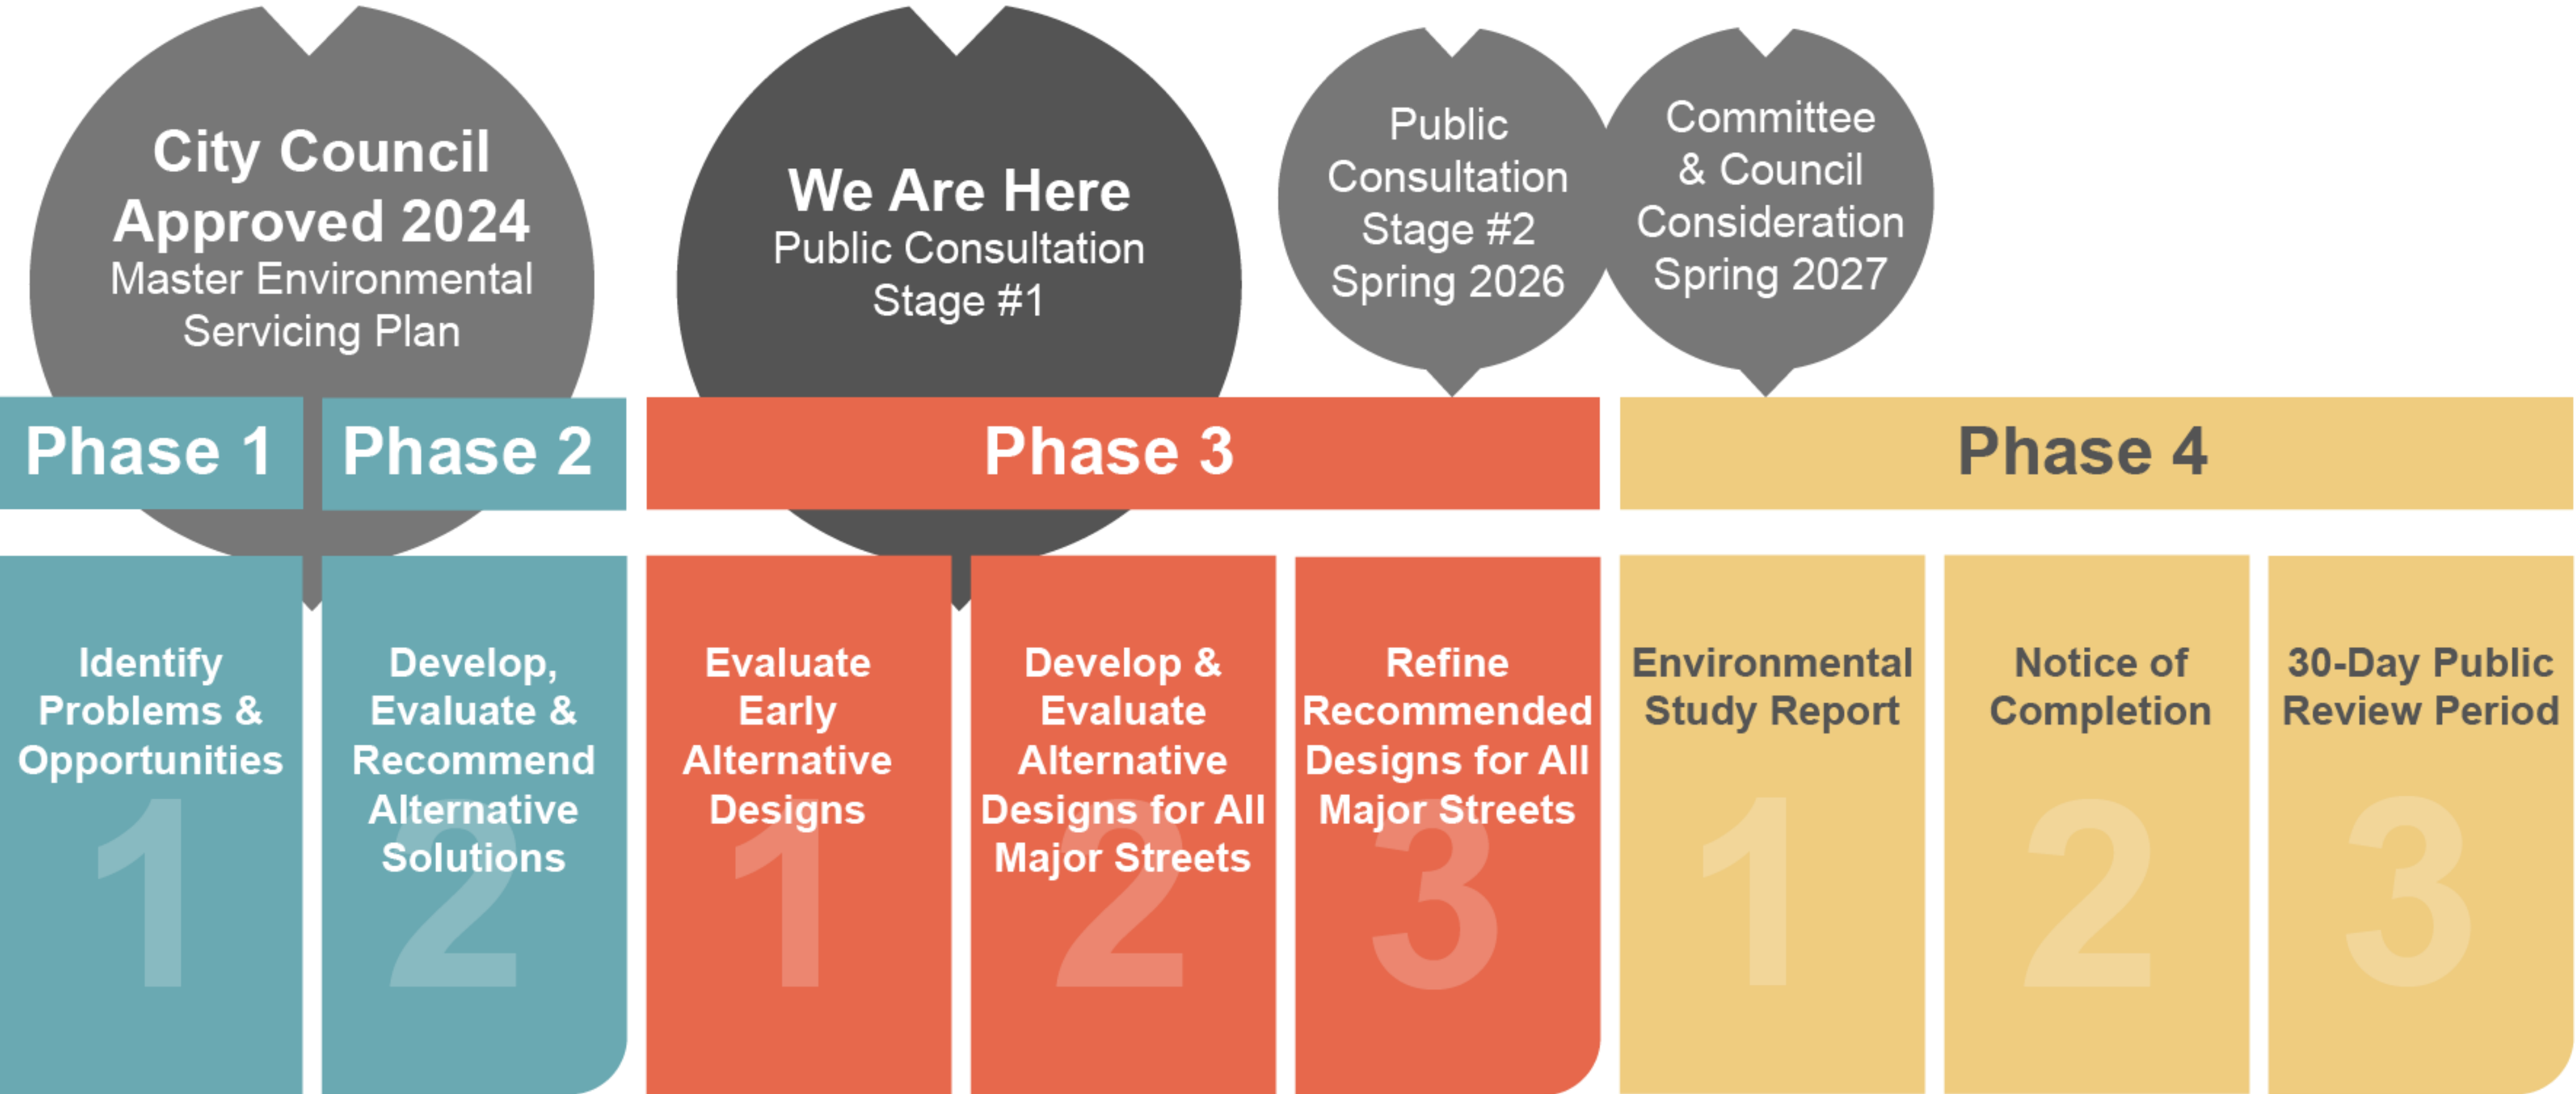 City Council
Approved 2024
Master Environmental
Servicing Plan
We Are Here
Public Consultation
Stage #1
Public
Consultation
Stage #2
Spring 2026
Committee
& Council
Consideration
Spring 2027
Phase 1
Phase 2
Phase 3
Phase 4
Identify
Problems &
Opportunities
1
Develop,
Evaluate &
Recommend
Alternative
Solutions
2
Evaluate
Early
Alternative
Designs
1
Develop &
Evaluate
Alternative
Designs for All
Major Streets
2
Refine
Recommended
Designs for All
Major Streets
3
Environmental
Study Report
1
Notice of
Completion
2
30-Day Public
Review Period
3